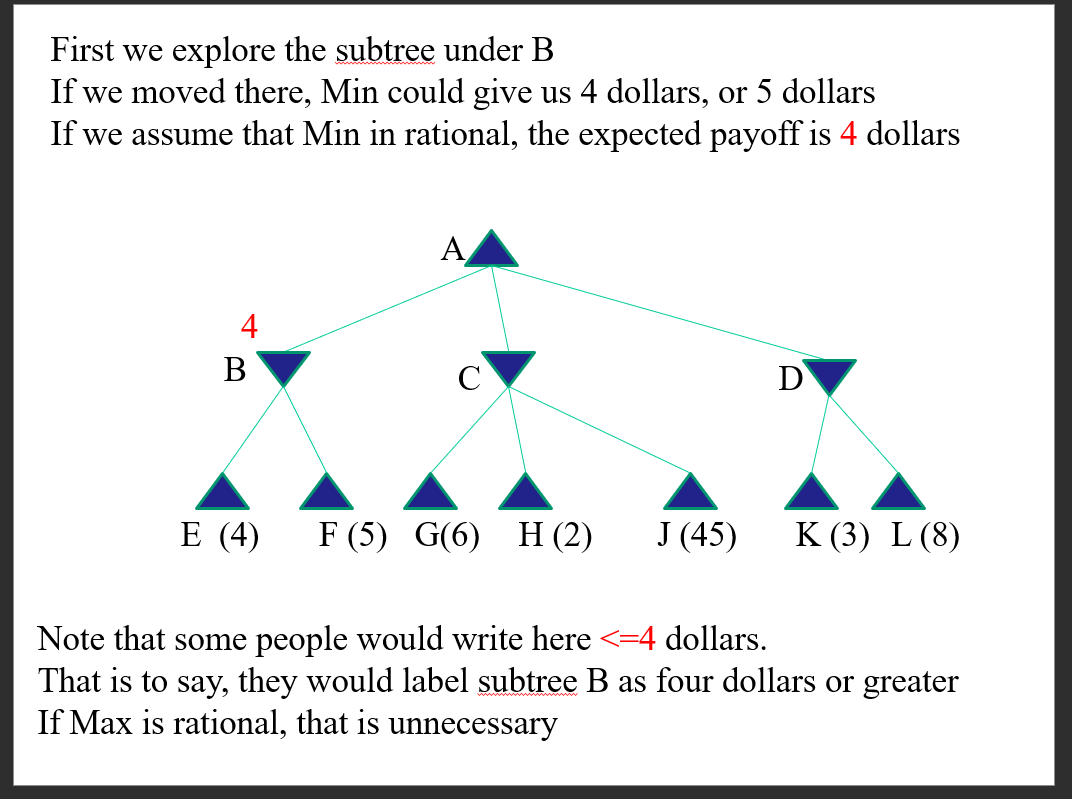 First we explore the subtree under B
If we moved there, Min could give us 4 dollars, or 5 dollars
If we assume that Min in rational, the expected payoff is 4 dollars
A
4
B
C
D
E (4) F (5) G(6) H (2) J (45) K (3) L (8)
Note that some people would write here <=4 dollars.
That is to say, they would label subtree B as four dollars or greater
If Max is rational, that is unnecessary